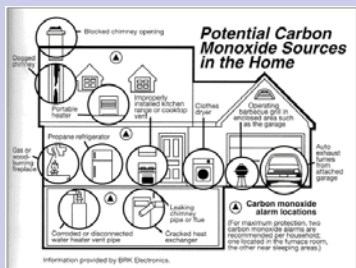 Potential Carbon
Monoxide Sources
in the Home
Blocked chimney opening
Clogged
chimney
Portable
heater
Improperly
installed kitchen
range or cooktop
vent
Clothes
dryer
Operating
barbecue grill in
enclosed area such
as the garage
Propane refrigerator
Gas or
wood-
burning
fireplace
Auto
exhaust
fumes
from
attached
garage
Corroded or disconnected
water heater vent pipe
Leaking
chimney
pipe or flue
Cracked heat
exchanger
Carbon monoxide
alarm locations
(For maximum protection, two
carbon monoxide alarms are
recommended per household;
one located in the furnace room,
the other near sleeping areas.)
Information provided by BRK Electronics.